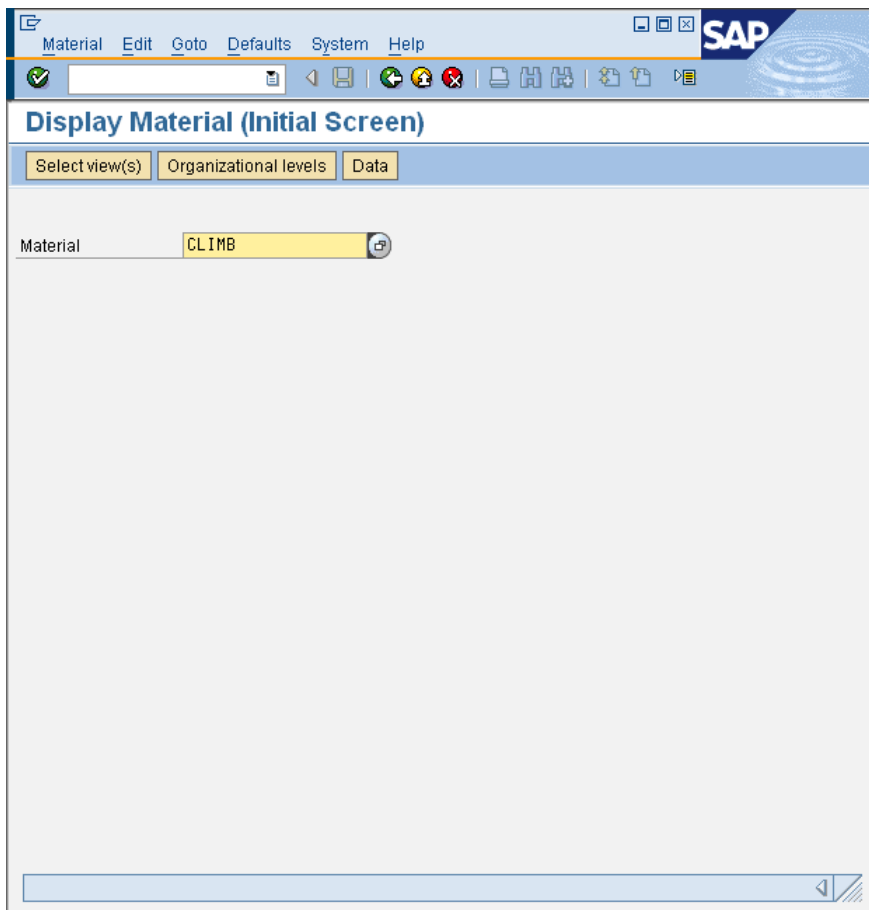 Material Edit Goto Defaults System Help
SAP
Display Material (Initial Screen)
Select view(s) Organizational levels Data
Material CLIMB